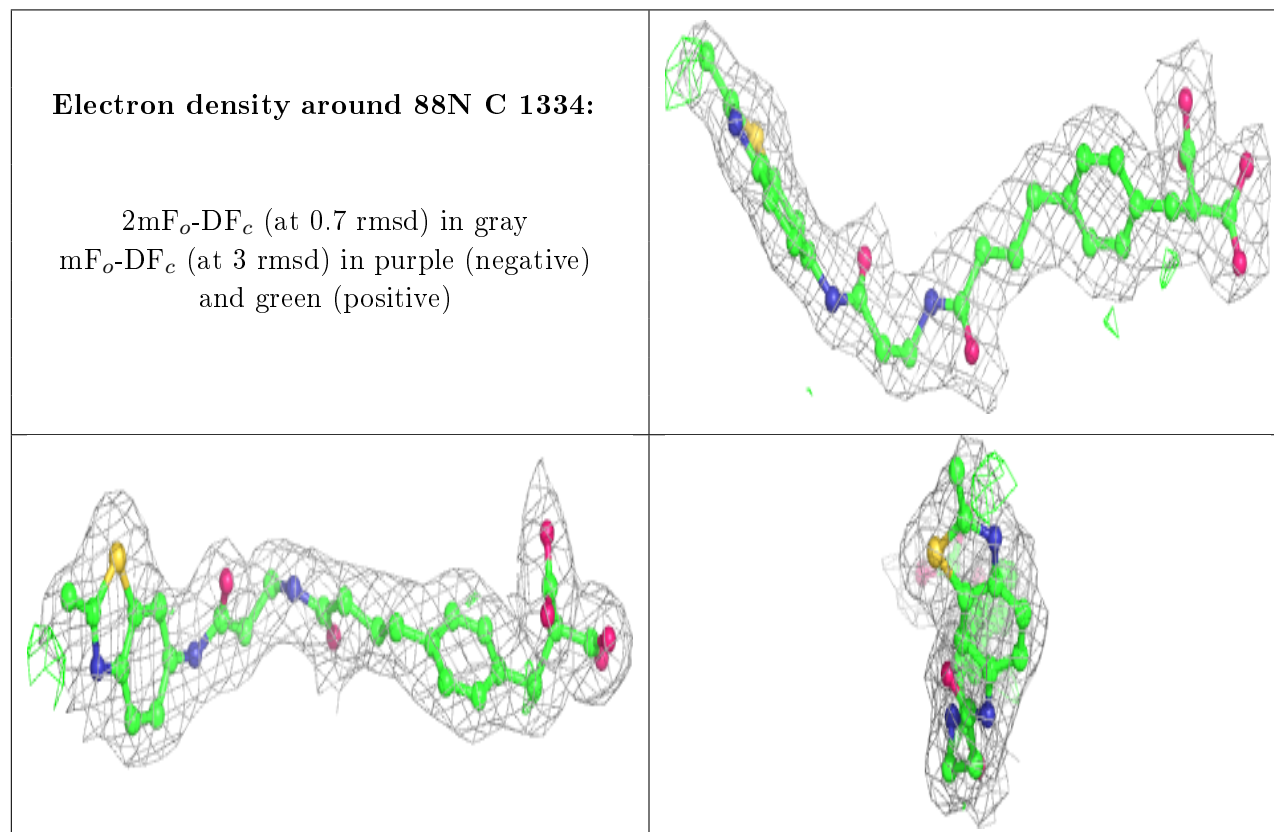 Electron density around 88N C 1334:
2mFₒ-DF𝑐 (at 0.7 rmsd) in gray
mFₒ-DF𝑐 (at 3 rmsd) in purple (negative)
and green (positive)